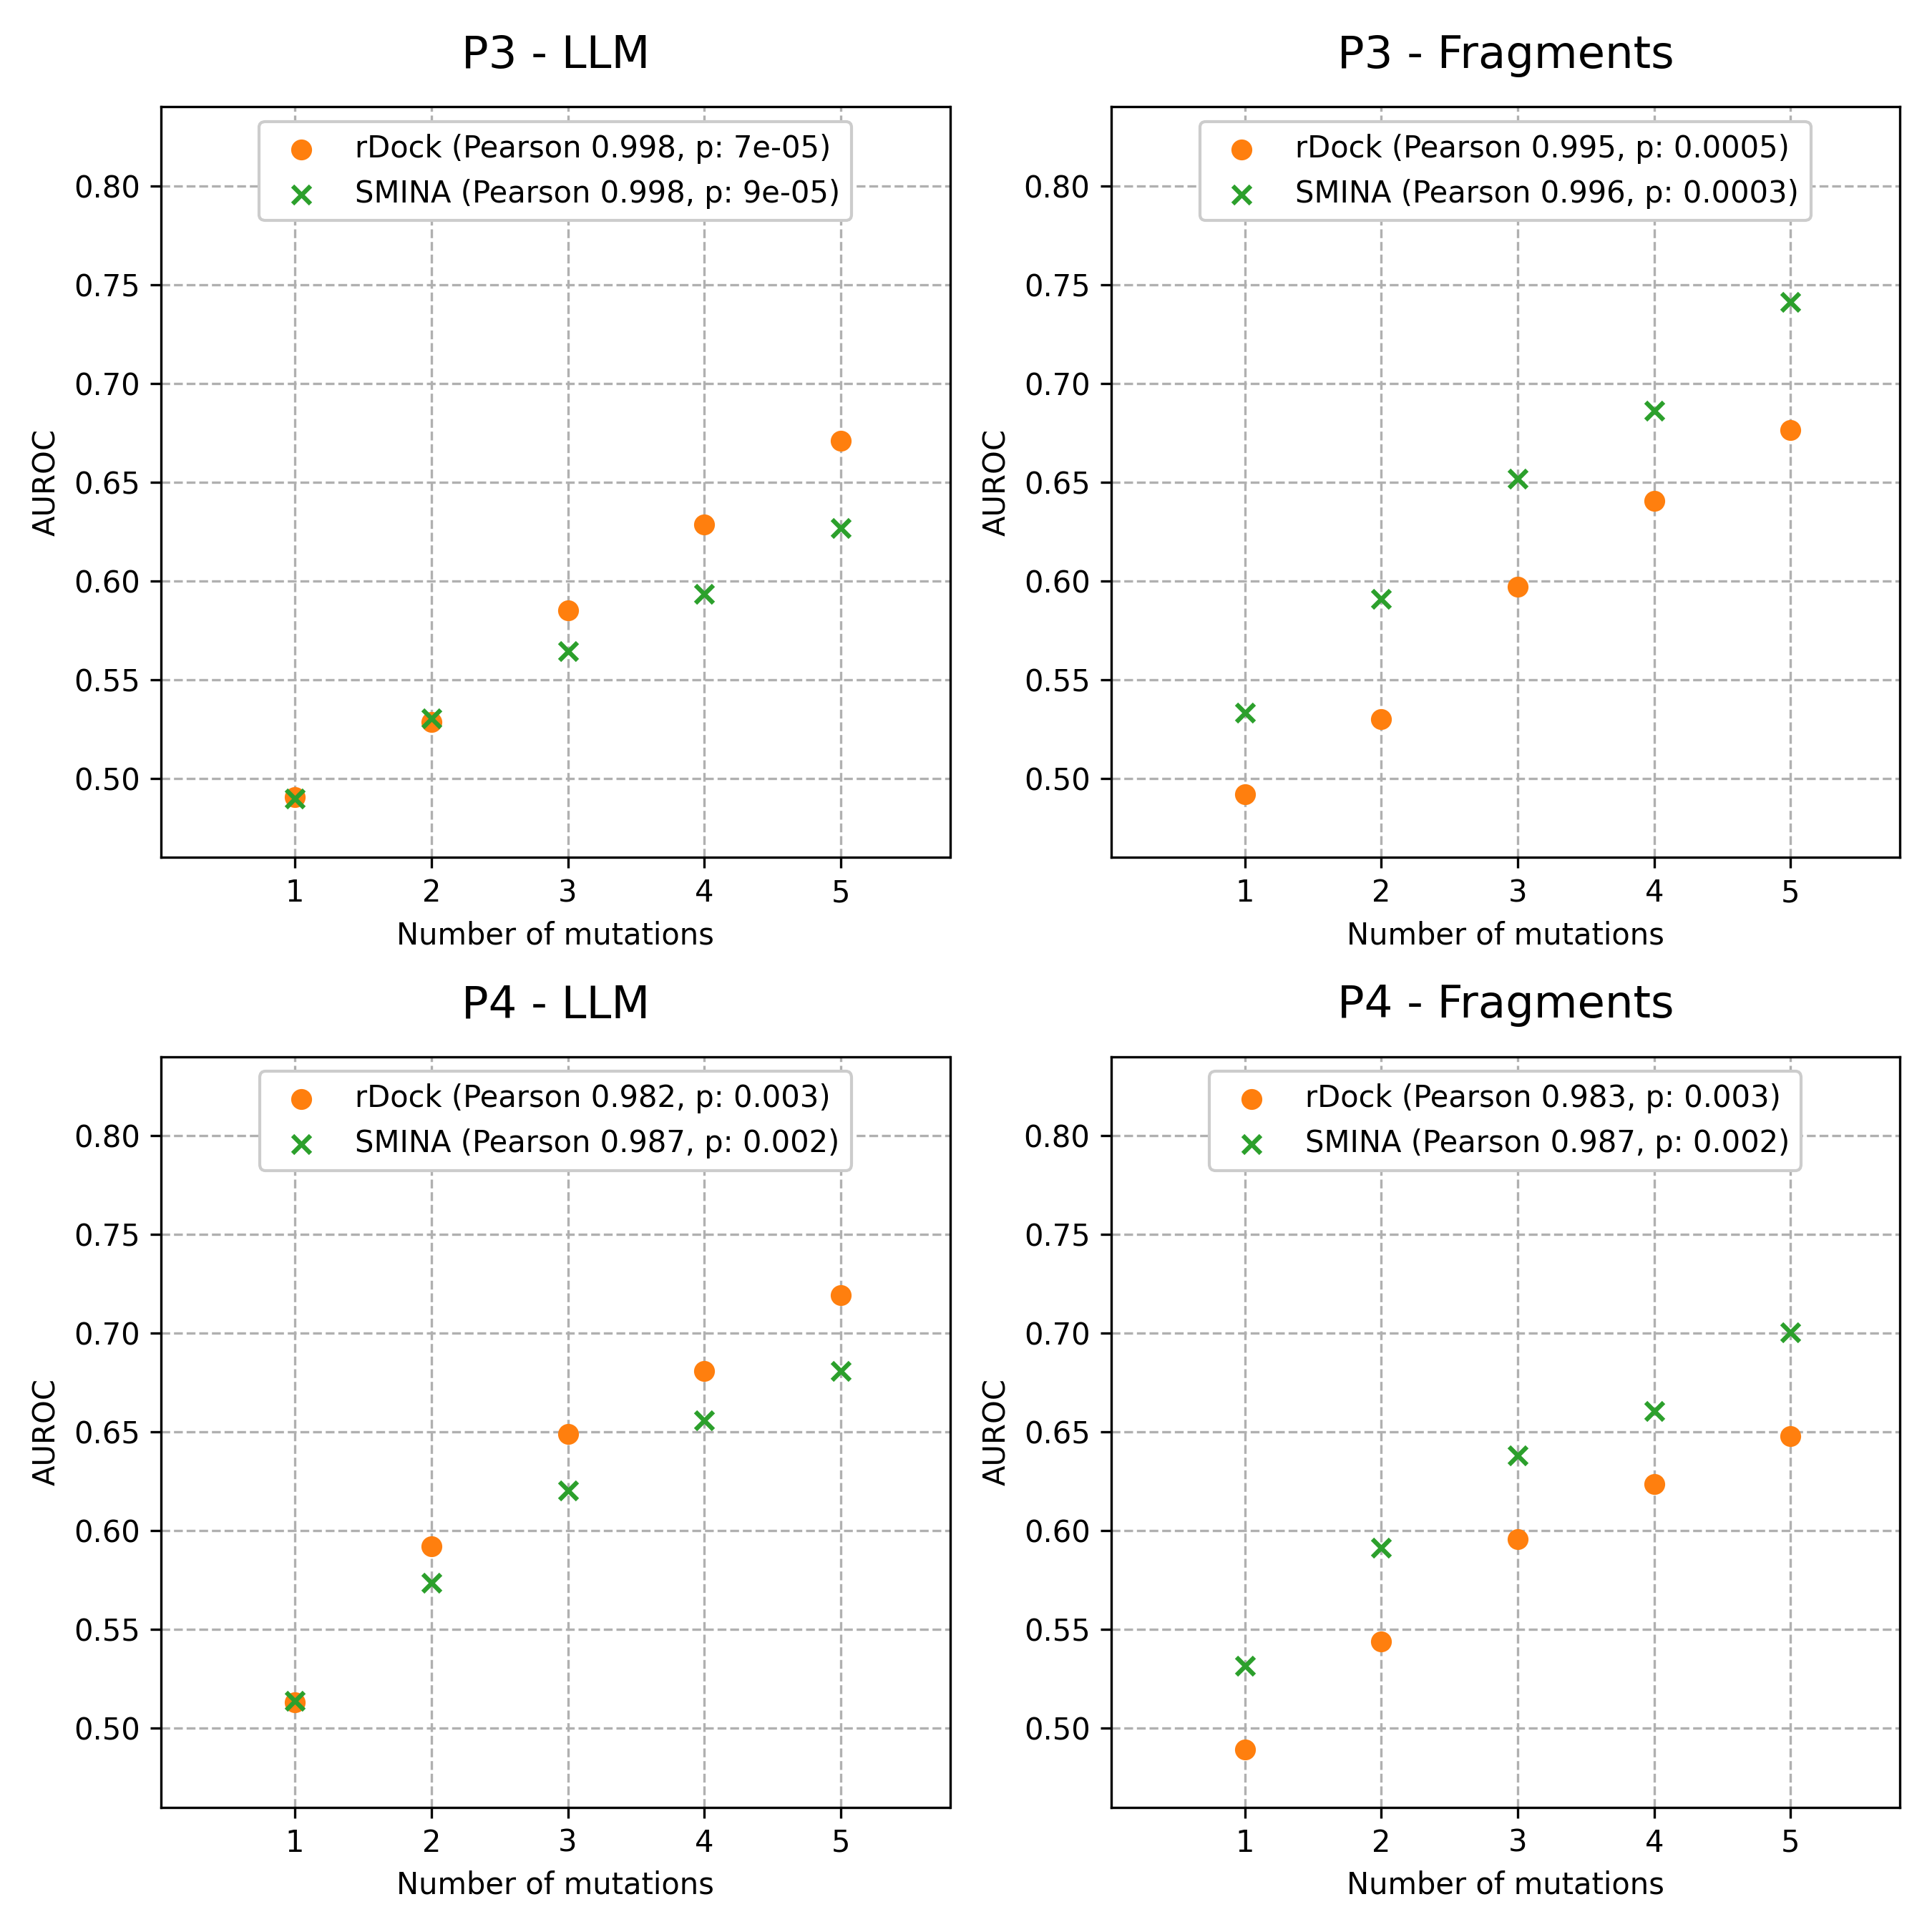 P3 - LLM
rDock (Pearson 0.998, p: 7e-05)
SMINA (Pearson 0.998, p: 9e-05)
0.80
0.75
0.70
0.65
0.60
0.55
0.50
AUROC
1 2 3 4 5
Number of mutations
P3 - Fragments
rDock (Pearson 0.995, p: 0.0005)
SMINA (Pearson 0.996, p: 0.0003)
0.80
0.75
0.70
0.65
0.60
0.55
0.50
AUROC
1 2 3 4 5
Number of mutations
P4 - LLM
rDock (Pearson 0.982, p: 0.003)
SMINA (Pearson 0.987, p: 0.002)
0.80
0.75
0.70
0.65
0.60
0.55
0.50
AUROC
1 2 3 4 5
Number of mutations
P4 - Fragments
rDock (Pearson 0.983, p: 0.003)
SMINA (Pearson 0.987, p: 0.002)
0.80
0.75
0.70
0.65
0.60
0.55
0.50
AUROC
1 2 3 4 5
Number of mutations